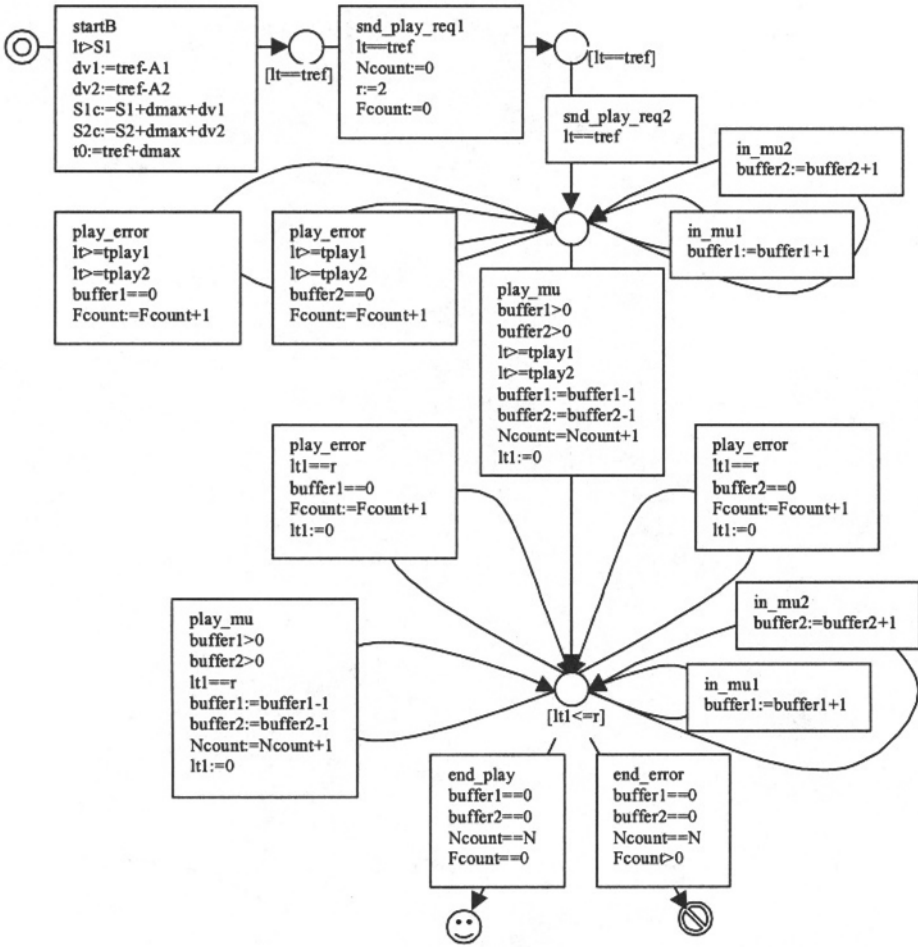 startB
lt>S1
dv1:=tref-A1
dv2:=tref-A2
S1c:=S1+dmax+dv1
S2c:=S2+dmax+dv2
t0:=tref+dmax
[lt==tref]
snd_play_req1
lt==tref
Ncount:=0
r:=2
Fcount:=0
[lt==tref]
snd_play_req2
lt==tref
in_mu2
buffer2:=buffer2+1
in_mu1
buffer1:=buffer1+1
play_error
lt>=tplay1
lt>=tplay2
buffer1==0
Fcount:=Fcount+1
play_error
lt>=tplay1
lt>=tplay2
buffer2==0
Fcount:=Fcount+1
play_mu
buffer1>0
buffer2>0
lt>=tplay1
lt>=tplay2
buffer1:=buffer1-1
buffer2:=buffer2-1
Ncount:=Ncount+1
lt1:=0
play_error
lt1==r
buffer1==0
Fcount:=Fcount+1
lt1:=0
play_error
lt1==r
buffer2==0
Fcount:=Fcount+1
lt1:=0
play_mu
buffer1>0
buffer2>0
lt1==r
buffer1:=buffer1-1
buffer2:=buffer2-1
Ncount:=Ncount+1
lt1:=0
in_mu2
buffer2:=buffer2+1
in_mu1
buffer1:=buffer1+1
[lt1<=r]
end_play
buffer1==0
buffer2==0
Ncount==N
Fcount==0
end_error
buffer1==0
buffer2==0
Ncount==N
Fcount>0